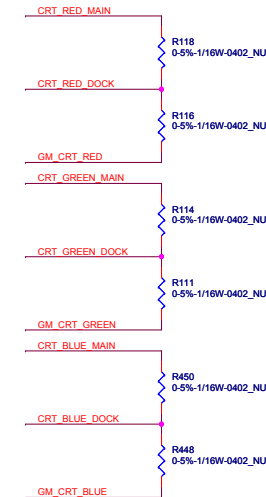 CRT_RED_MAIN
R118
0-5%-1/16W-0402_NU
CRT_RED_DOCK
R116
0-5%-1/16W-0402_NU
GM_CRT_RED
CRT_GREEN_MAIN
R114
0-5%-1/16W-0402_NU
CRT_GREEN_DOCK
R111
0-5%-1/16W-0402_NU
GM_CRT_GREEN
CRT_BLUE_MAIN
R450
0-5%-1/16W-0402_NU
CRT_BLUE_DOCK
R448
0-5%-1/16W-0402_NU
GM_CRT_BLUE